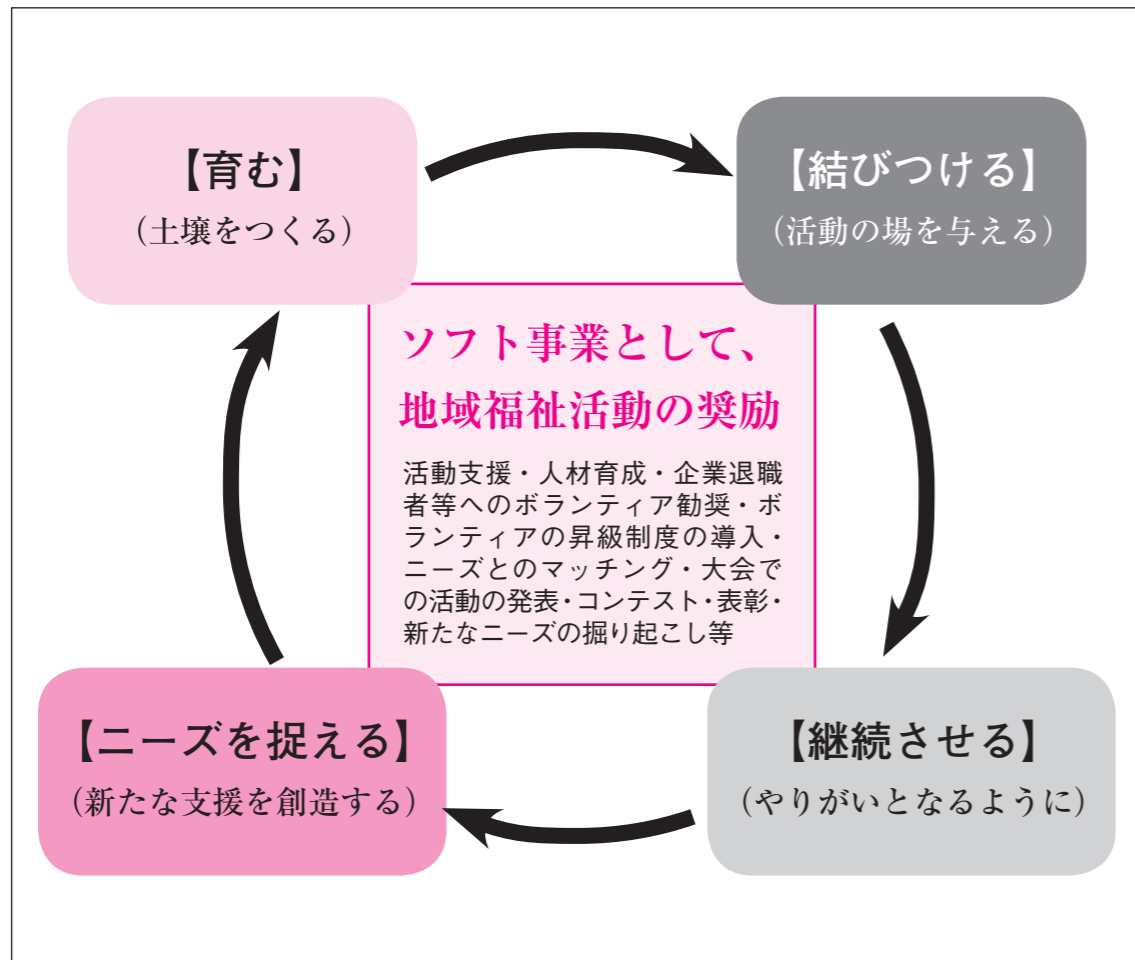 【育む】
（土壌をつくる）
【結びつける】
（活動の場を与える）
ソフト事業として、
地域福祉活動の奨励
活動支援・人材育成・企業退職
者等へのボランティア勧奨・ボ
ランティアの昇級制度の導入・
ニーズとのマッチング・大会で
の活動の発表・コンテスト・表彰・
新たなニーズの掘り起こし等
【ニーズを捉える】
（新たな支援を創造する）
【継続させる】
（やりがいとなるように）